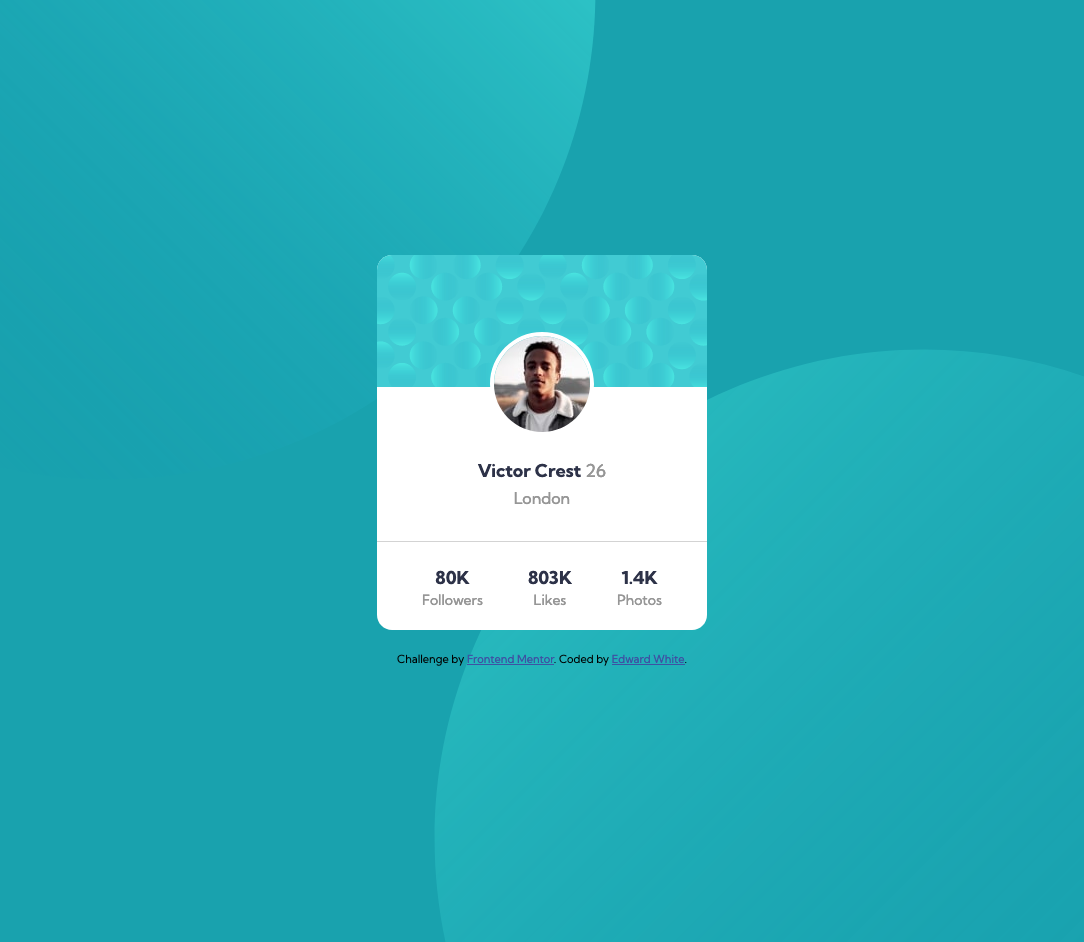 Victor Crest 26
London
80K 803K 1.4K
Followers Likes Photos
Challenge by Frontend Mentor. Coded by Edward White.